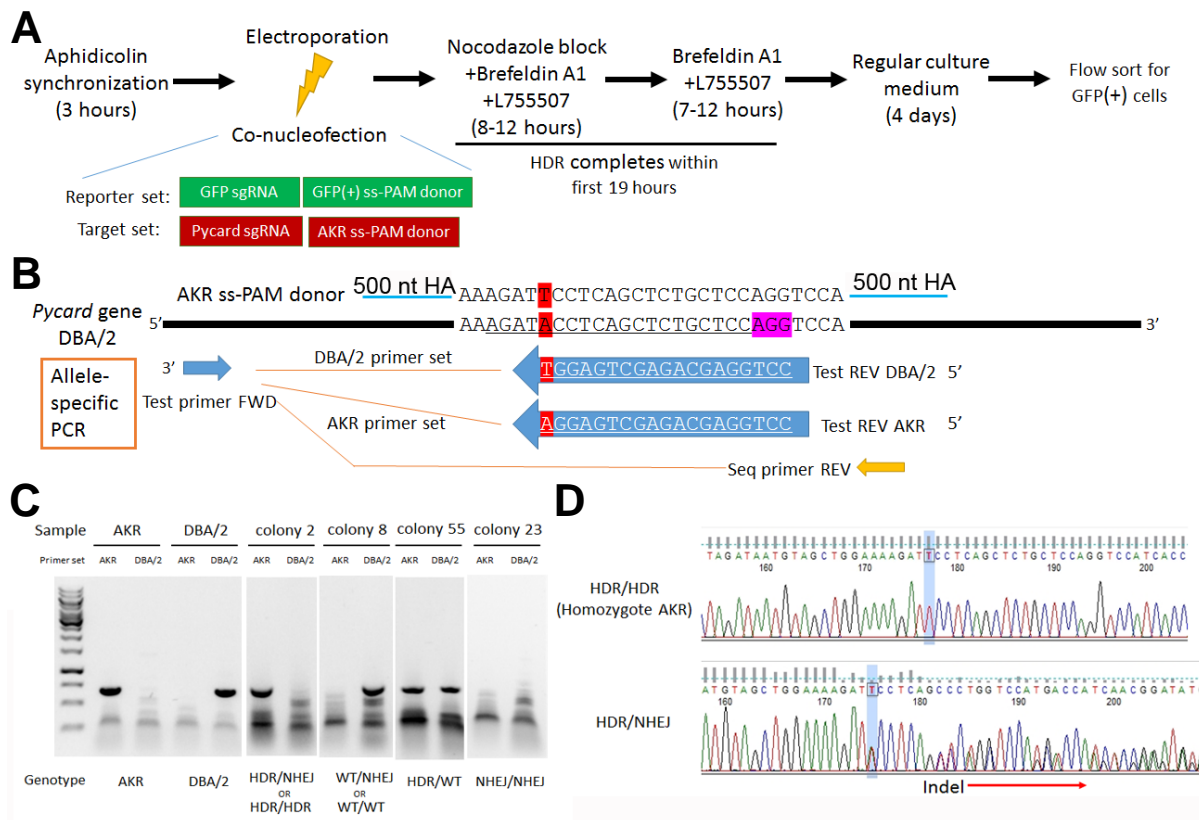 A
Aphidicolin
synchronization
(3 hours)
Electroporation
Co-nucleofection
Nocodazole block
+Brefeldin A1
+L755507
(8-12 hours)
Brefeldin A1
+L755507
(7-12 hours)
Regular culture
medium
(4 days)
Flow sort for
GFP(+) cells
HDR completes within
first 19 hours
Reporter set:
GFP sgRNA
GFP(+) ss-PAM donor
Target set:
Pycard sgRNA
AKR ss-PAM donor
B
Pycard gene
DBA/2
AKR ss-PAM donor
500 nt HA
AAAGATTCCTCAGCTCTGCTCCAGGTCCA
500 nt HA
5’
AAAGATACCTCAGCTCTGCTCCAGGTCCA
3’
Allele-
specific
PCR
3’
Test primer FWD
DBA/2 primer set
TGGAGTCGAGACGAGGTCC
Test REV DBA/2
5’
AKR primer set
AGGAGTCGAGACGAGGTCC
Test REV AKR
5’
Seq primer REV
C
Sample
AKR
DBA/2
colony 2
colony 8
colony 55
colony 23
Primer set
AKR
DBA/2
AKR
DBA/2
AKR
DBA/2
AKR
DBA/2
AKR
DBA/2
AKR
DBA/2
Genotype
AKR
DBA/2
HDR/NHEJ
OR
HDR/HDR
WT/NHEJ
OR
WT/WT
HDR/WT
NHEJ/NHEJ
D
HDR/HDR
(Homozygote AKR)
TAGATAATGTAGCTGGAAAAGATTCCTCAGCTCTGCTCCAGGTCCATCACC
160
170
180
190
200
HDR/NHEJ
ATGTAGCTGGAAAAGATTCCTCAGCCCTGGTCCATGACCATCAACGGATAT
160
170
180
190
200
Indel